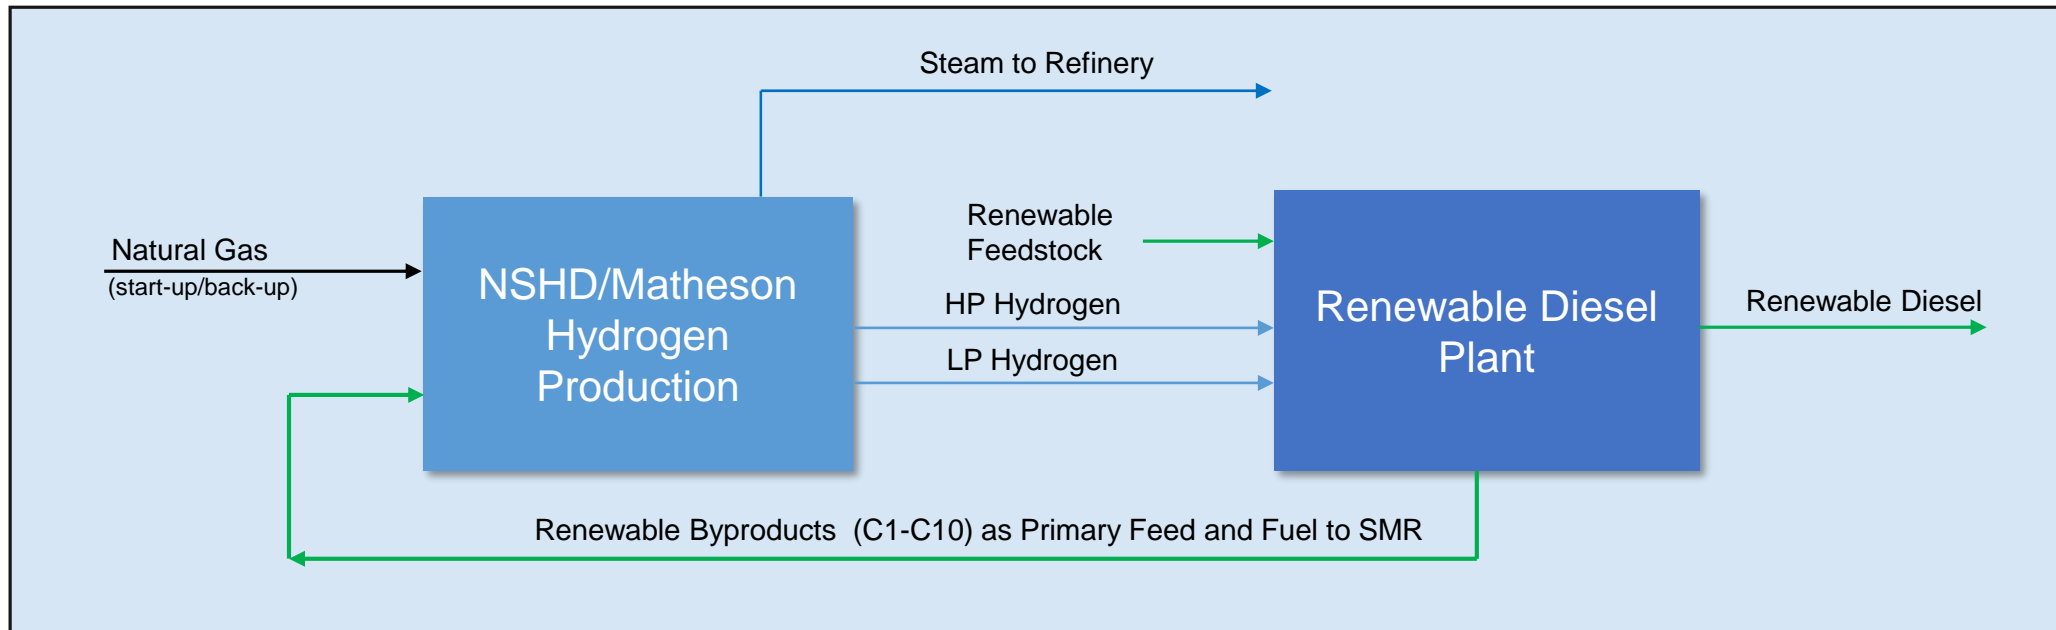 Steam to Refinery
Natural Gas
(start-up/back-up)
NSHD/Matheson
Hydrogen
Production
Renewable
Feedstock
HP Hydrogen
LP Hydrogen
Renewable Diesel
Plant
Renewable Diesel
Renewable Byproducts  (C1-C10) as Primary Feed and Fuel to SMR